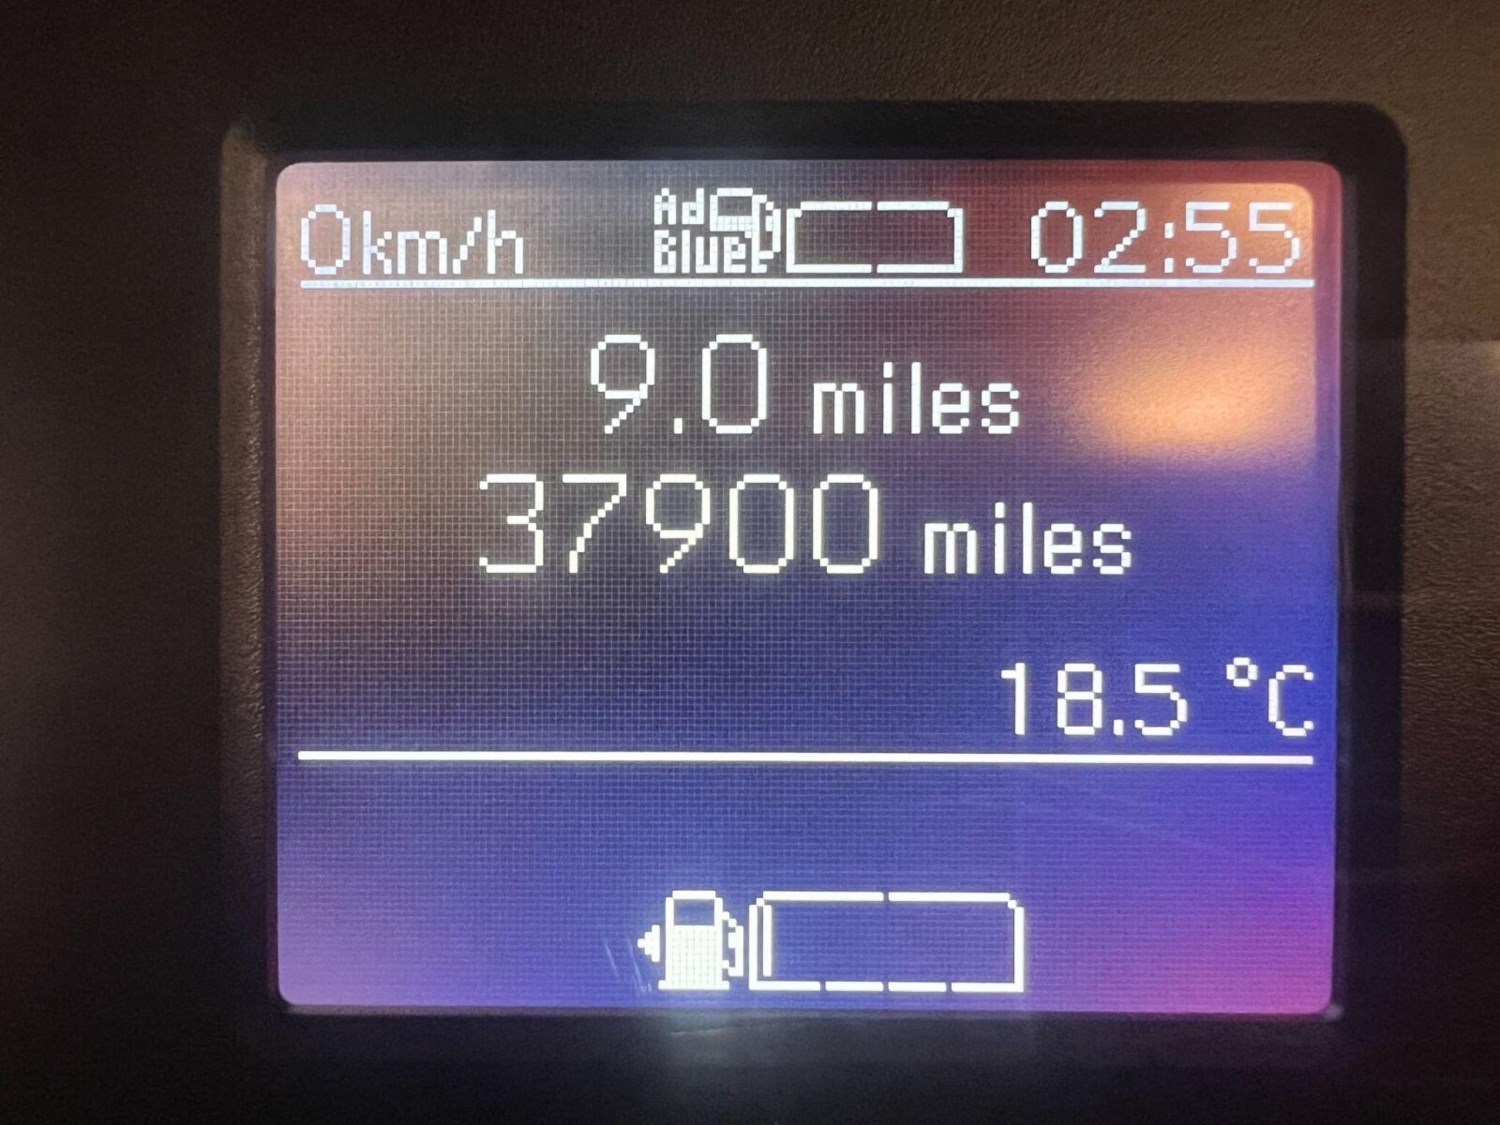 0km/h AdBlue 02:55
9.0 miles
37900 miles
18.5 °C